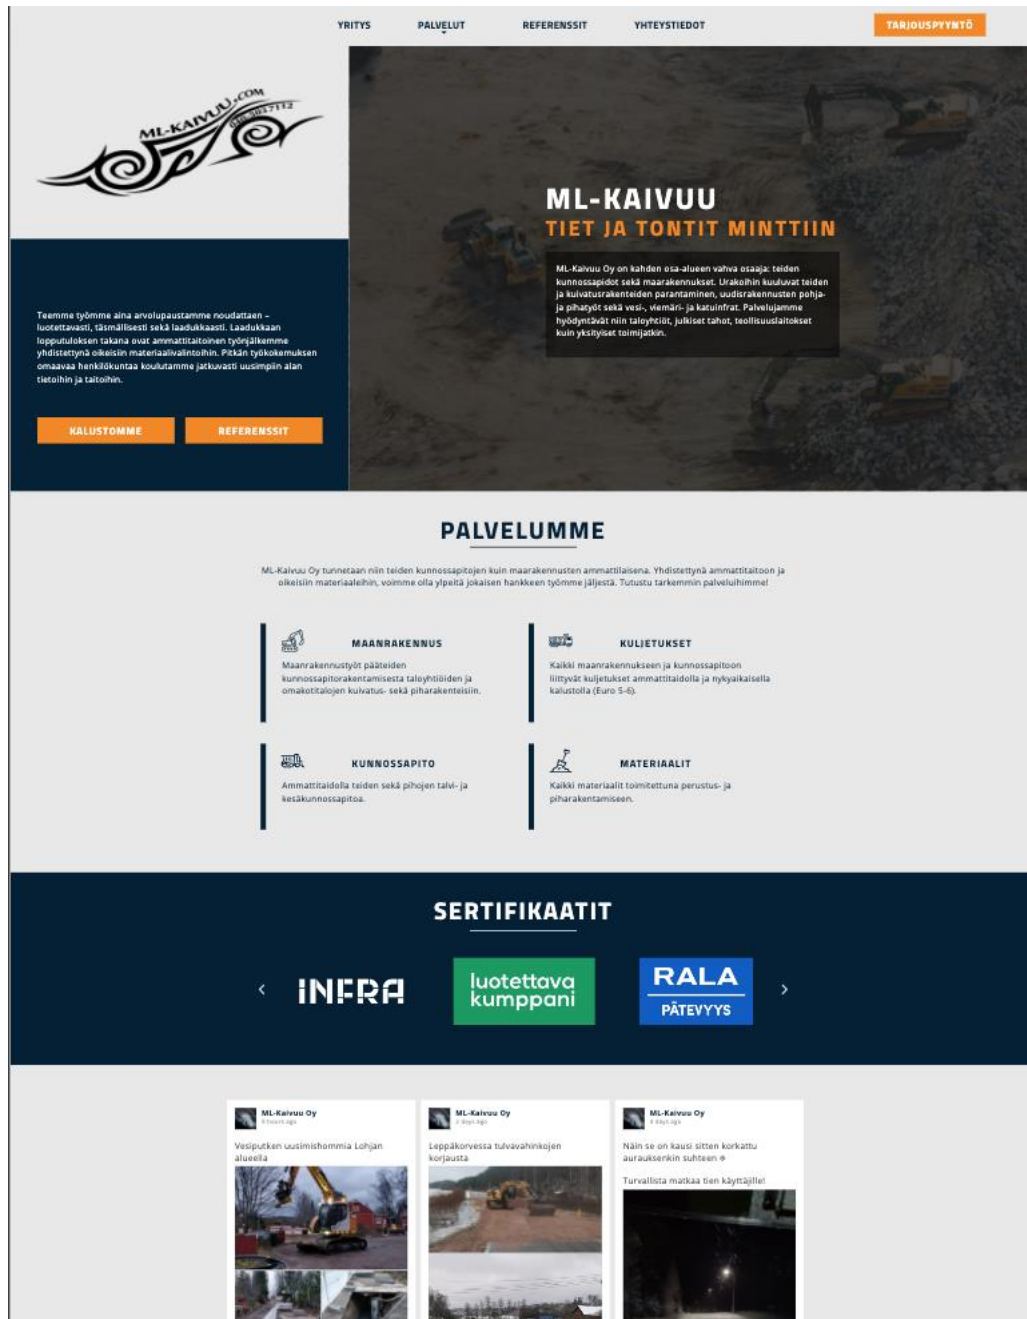 YRITYS PALVELUT REFERENSSIT YHTEYSTIEDOT TARJOUSPYYNTÖ
ML-KAIVUU.COM
ML-KAIVUU
TIET JA TONTIT MINTTIIN
ML-Kaivuu Oy on kahden osa-alueen vahva osaaja: teiden
kunnossapidot sekä maarakennukset. Urakoihin kuuluvat teiden
ja kuivatusrakenteiden parantaminen, uudisrakennusten pohja-
ja pihatyöt sekä vesi-, viemäri- ja katuinfrat. Palvelujamme
hyödyntävät niin taloyhtiöt, julkiset tahot, teollisuuslaitokset
kuin yksityiset toimijatkin.
Teemme työmme aina arvolupaustamme noudattaen –
luotettavasti, täsmällisesti sekä laadukkaasti. Laadukkaan
lopputuloksen takana ovat ammattitaitoinen työnjälkemme
yhdistettynä oikeisiin materiaalivalintoihin. Pitkän työkokemuksen
omaavaa henkilökuntaa koulutamme jatkuvasti uusimpiin alan
tietoihin ja taitoihin.
KALUSTOMME REFERENSSIT
PALVELUMME
ML-Kaivuu Oy tunnetaan niin teiden kunnossapitojen kuin maarakennusten ammattilaisena. Yhdistettynä ammattitaitoon ja
oikeisiin materiaaleihin, voimme olla ylpeitä jokaisen hankkeen työmme jäljestä. Tutustu tarkemmin palveluihimme!
MAANRAKENNUS
Maanrakennustyöt pääteiden
kunnossapitorakentamisesta taloyhtiöiden ja
omakotitalojen kuivatus- sekä piharakenteisiin.
KULJETUKSET
Kaikki maanrakennukseen ja kunnossapitoon
liittyvät kuljetukset ammattitaidolla ja nykyaikaisella
kalustolla (Euro 5-6).
KUNNOSSAPITO
Ammattitaidolla teiden sekä pihojen talvi- ja
kesäkunnossapitoa.
MATERIAALIT
Kaikki materiaalit toimitettuna perustus- ja
piharakentamiseen.
SERTIFIKAATIT
INFRA
luotettava
kumppani
RALA
PÄTEVYYS
ML-Kaivuu Oy
9 hours ago
Vesiputken uusimishommia Lohjan
alueella
ML-Kaivuu Oy
2 days ago
Leppäkorvessa tulvavahinkojen
korjausta
ML-Kaivuu Oy
4 days ago
Näin se on kausi sitten korkattu
aurauksenkin suhteen ❄
Turvallista matkaa tien käyttäjille!